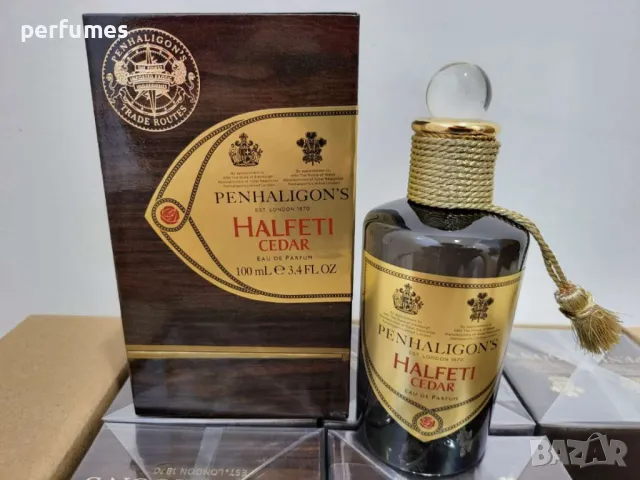 perfumes
PENHALIGON'S
TRADE ROUTES
PENHALIGON'S
EST. LONDON 1870
HALFETI
CEDAR
EAU DE PARFUM
100 mL ℮ 3.4 FL OZ
PENHALIGON'S
EST. LONDON 1870
HALFETI
CEDAR
EAU DE PARFUM
EST. LONDON 18
BAZAR